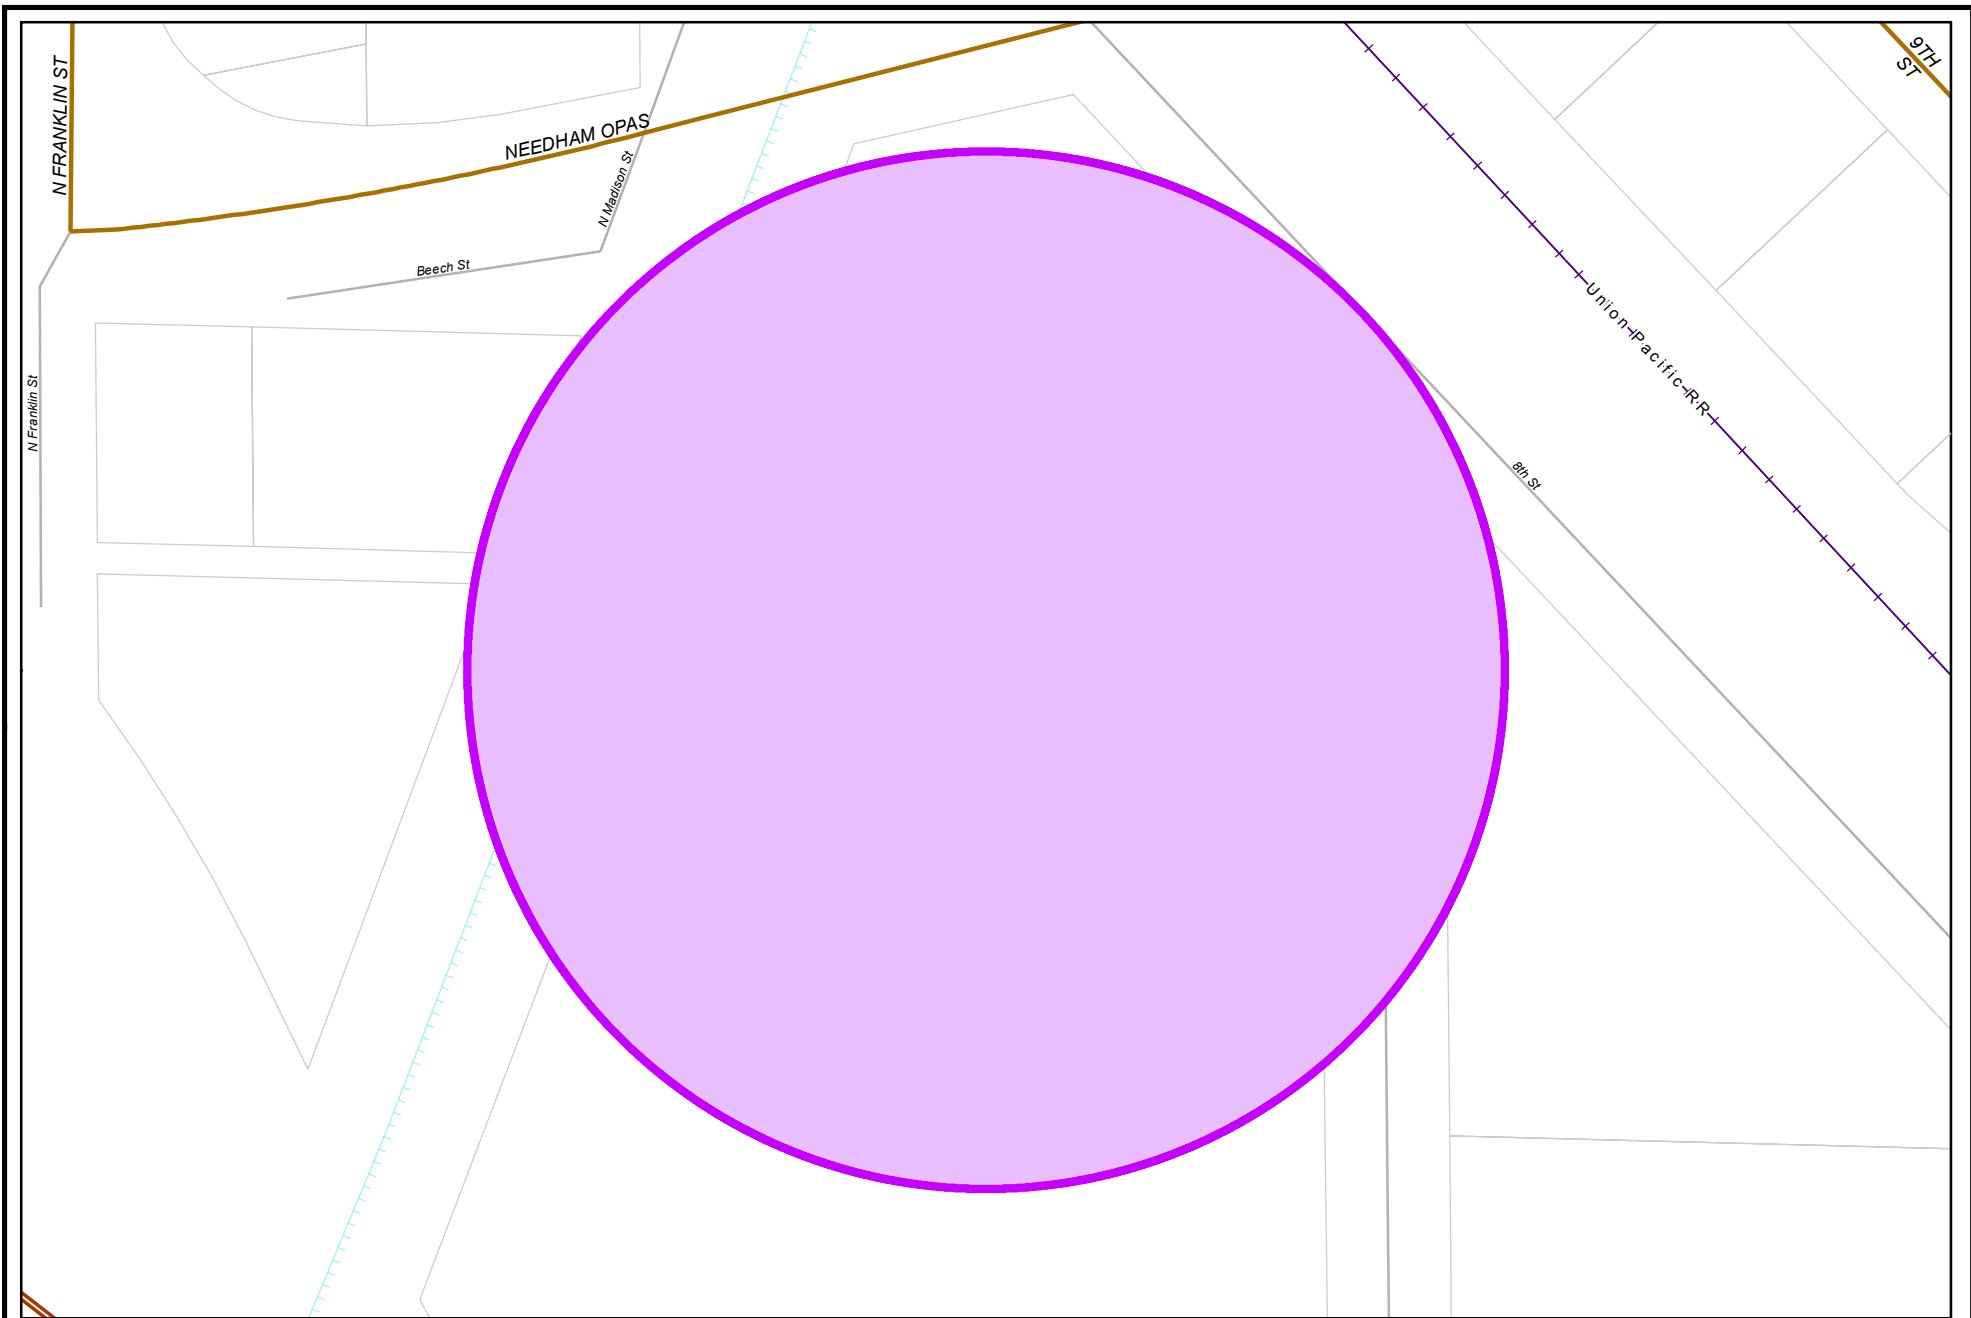 N FRANKLIN ST
9TH
ST
NEEDHAM OPAS
N Madison St
Beech St
Union Pacific RR
N Franklin St
8th St